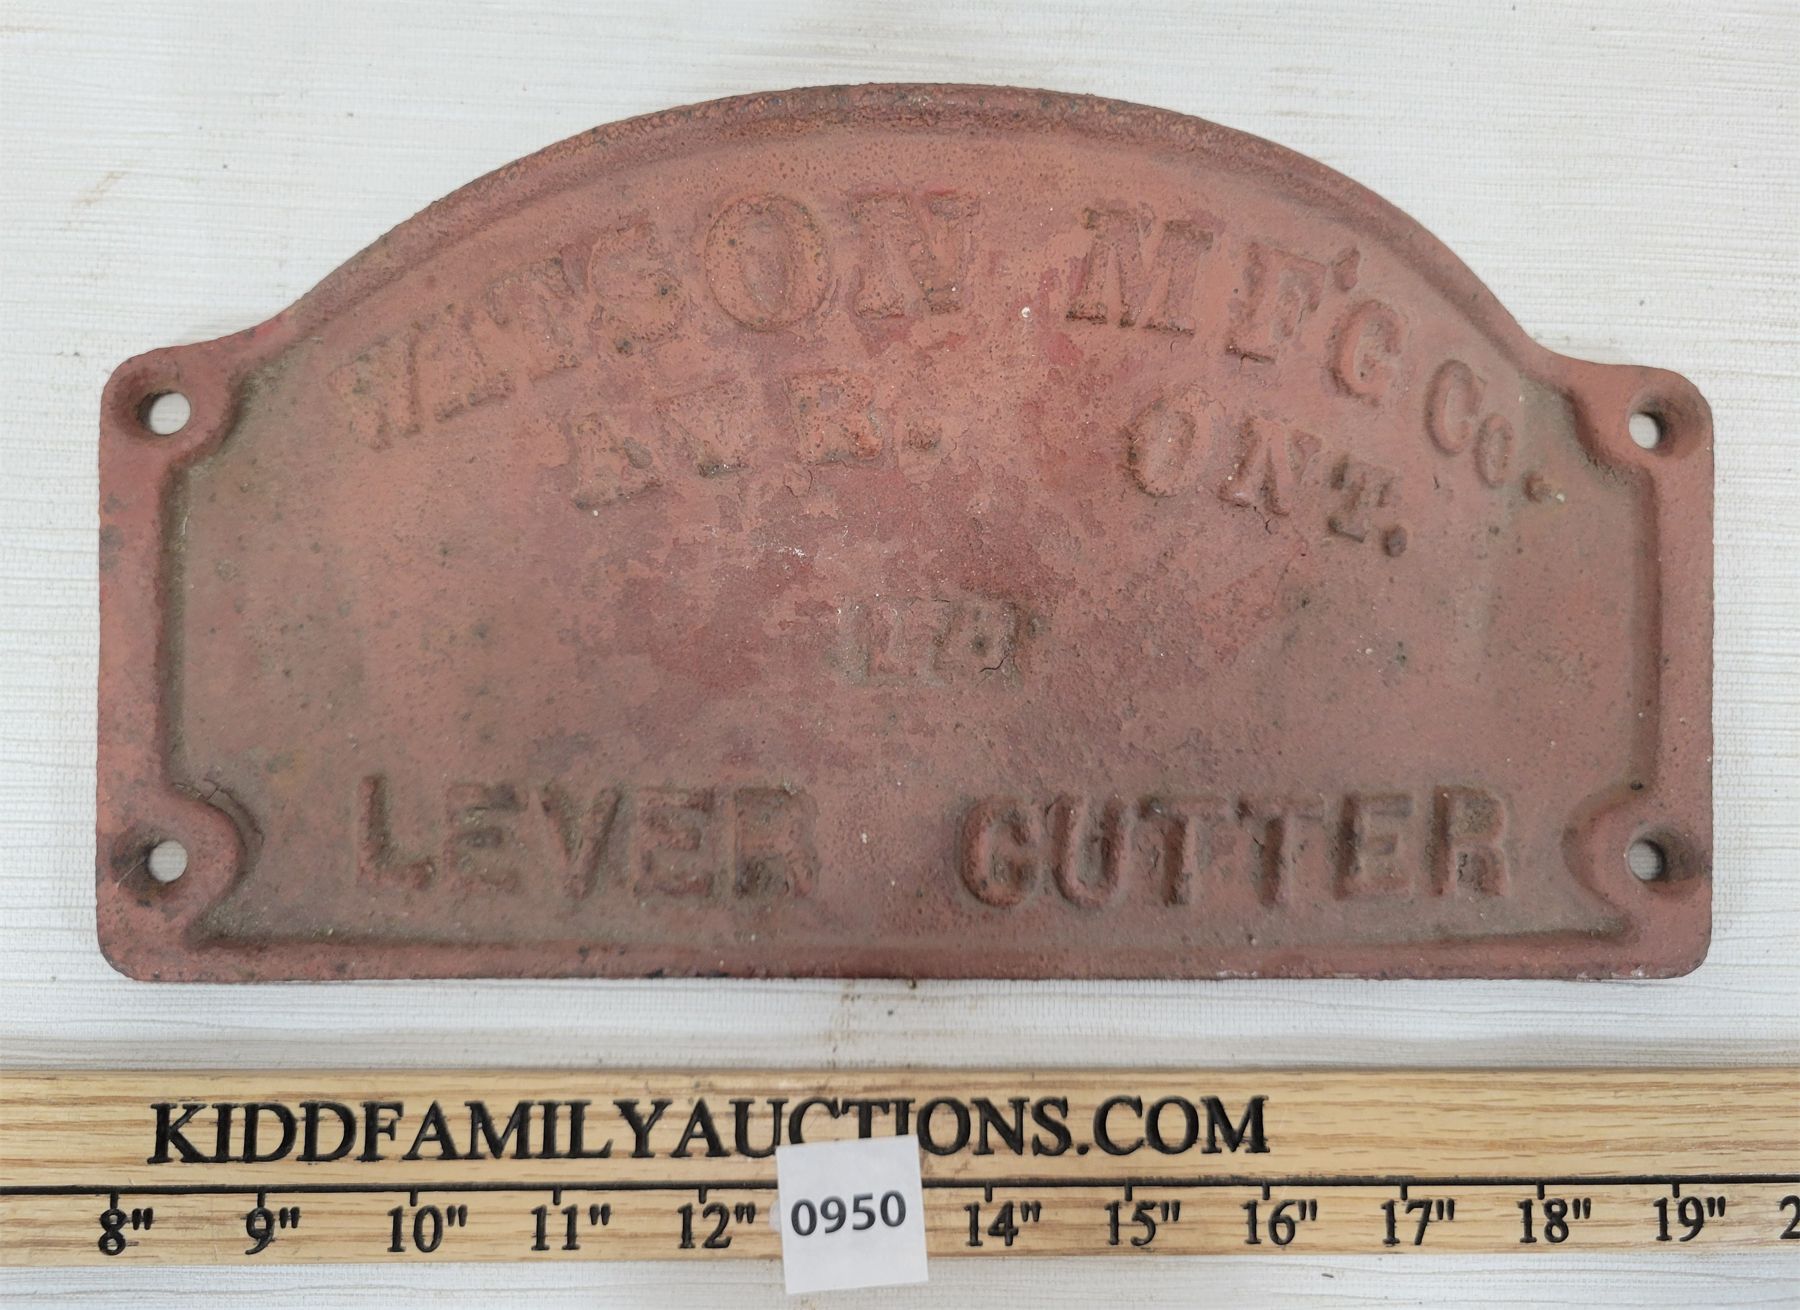 WATSON MF'G Co.
AYR. ONT.
LEVER CUTTER
KIDDFAMILYAUCTIONS.COM
8" 9" 10" 11" 12" 0950 14" 15" 16" 17" 18" 19"